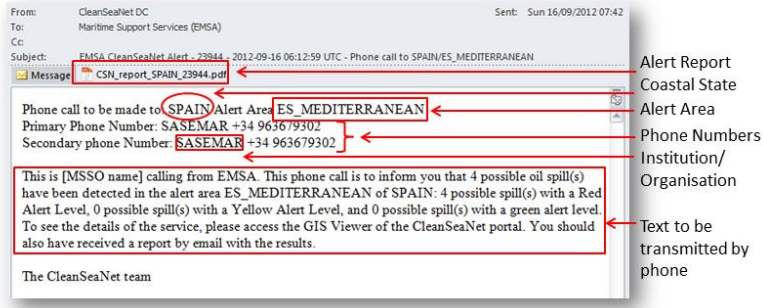 From: CleanSeaNet DC Sent: Sun 16/09/2012 07:42
To: Maritime Support Services (EMSA)
Cc:
Subject: EMSA CleanSeaNet Alert - 23944 - 2012-09-16 06:12:59 UTC - Phone call to SPAIN/ES_MEDITERRANEAN
Message CSN_report_SPAIN_23944.pdf
Phone call to be made to SPAIN Alert Area ES_MEDITERRANEAN
Primary Phone Number: SASEMAR +34 963679302
Secondary phone Number: SASEMAR +34 963679302
This is [MSSO name] calling from EMSA. This phone call is to inform you that 4 possible oil spill(s)
have been detected in the alert area ES_MEDITERRANEAN of SPAIN: 4 possible spill(s) with a Red
Alert Level, 0 possible spill(s) with a Yellow Alert Level, and 0 possible spill(s) with a green alert level.
To see the details of the service, please access the GIS Viewer of the CleanSeaNet portal. You should
also have received a report by email with the results.
The CleanSeaNet team
Alert Report
Coastal State
Alert Area
Phone Numbers
Institution/
Organisation
Text to be
transmitted by
phone